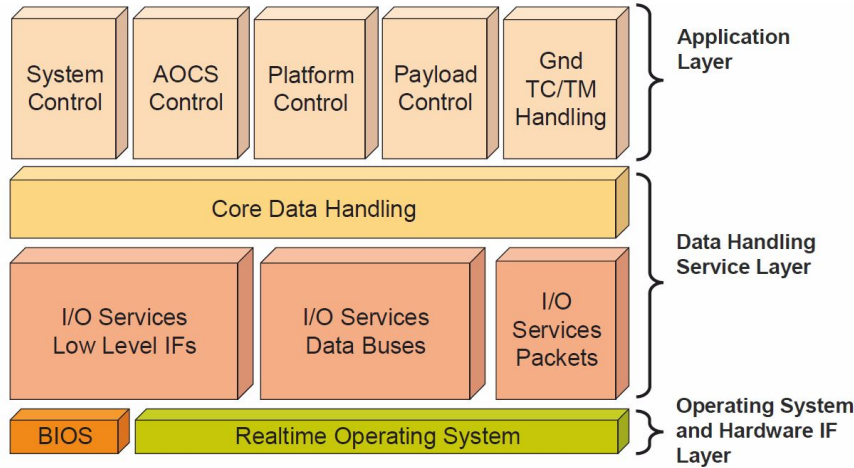 System
Control
AOCS
Control
Platform
Control
Payload
Control
Gnd
TC/TM
Handling
Application
Layer
Core Data Handling
I/O Services
Low Level IFs
I/O Services
Data Buses
I/O
Services
Packets
Data Handling
Service Layer
BIOS
Realtime Operating System
Operating System
and Hardware IF
Layer